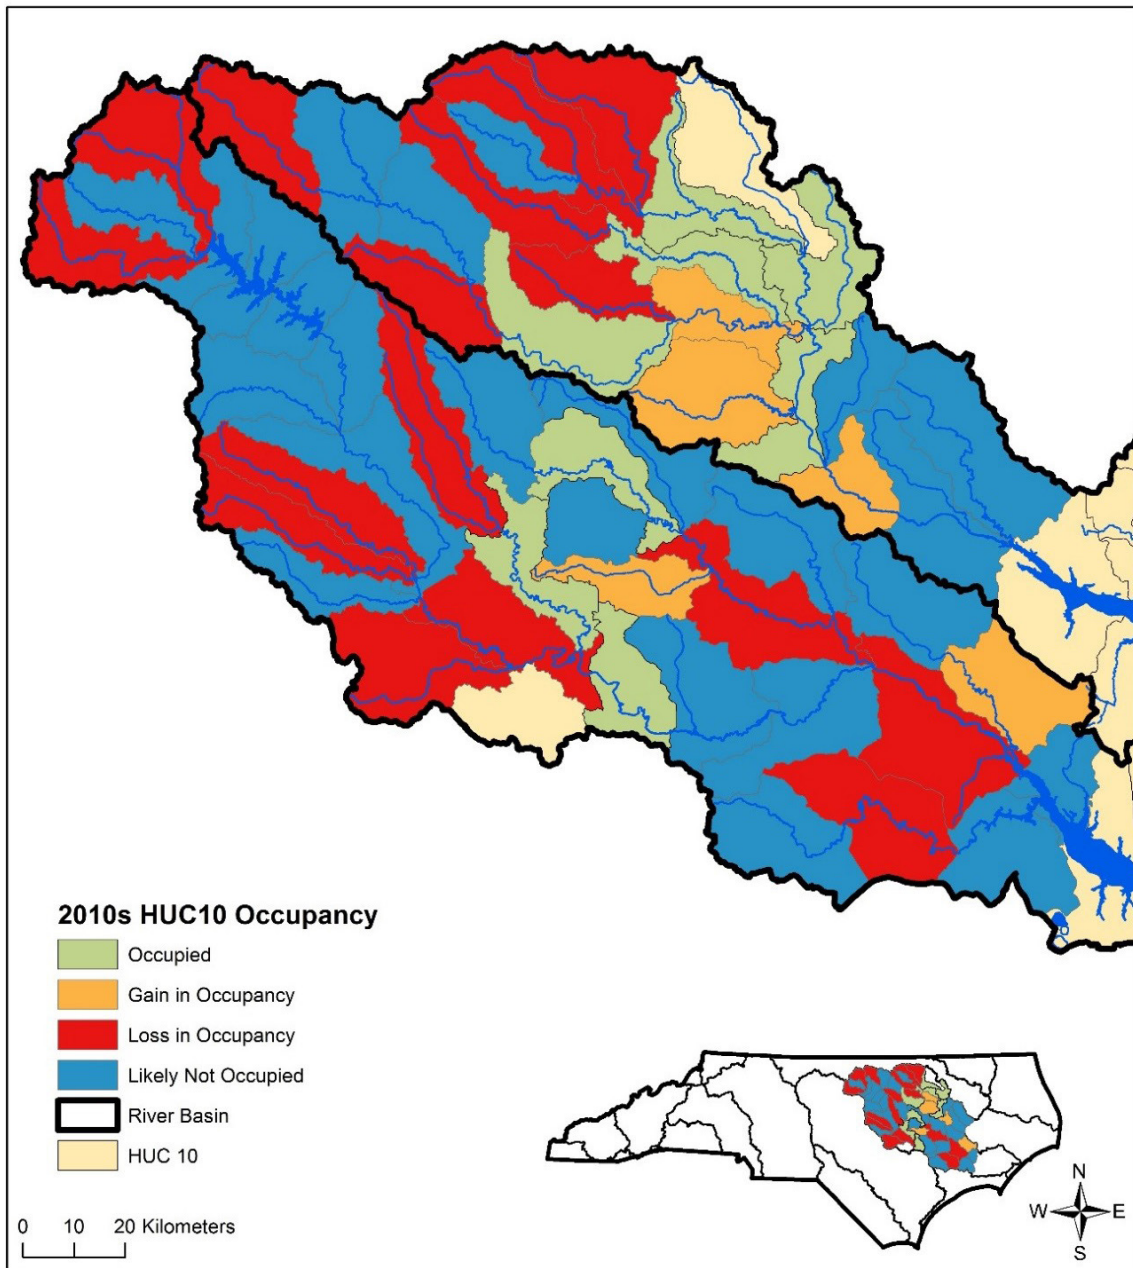 2010s HUC10 Occupancy
Occupied
Gain in Occupancy
Loss in Occupancy
Likely Not Occupied
River Basin
HUC 10
0 10 20 Kilometers
N
W E
S